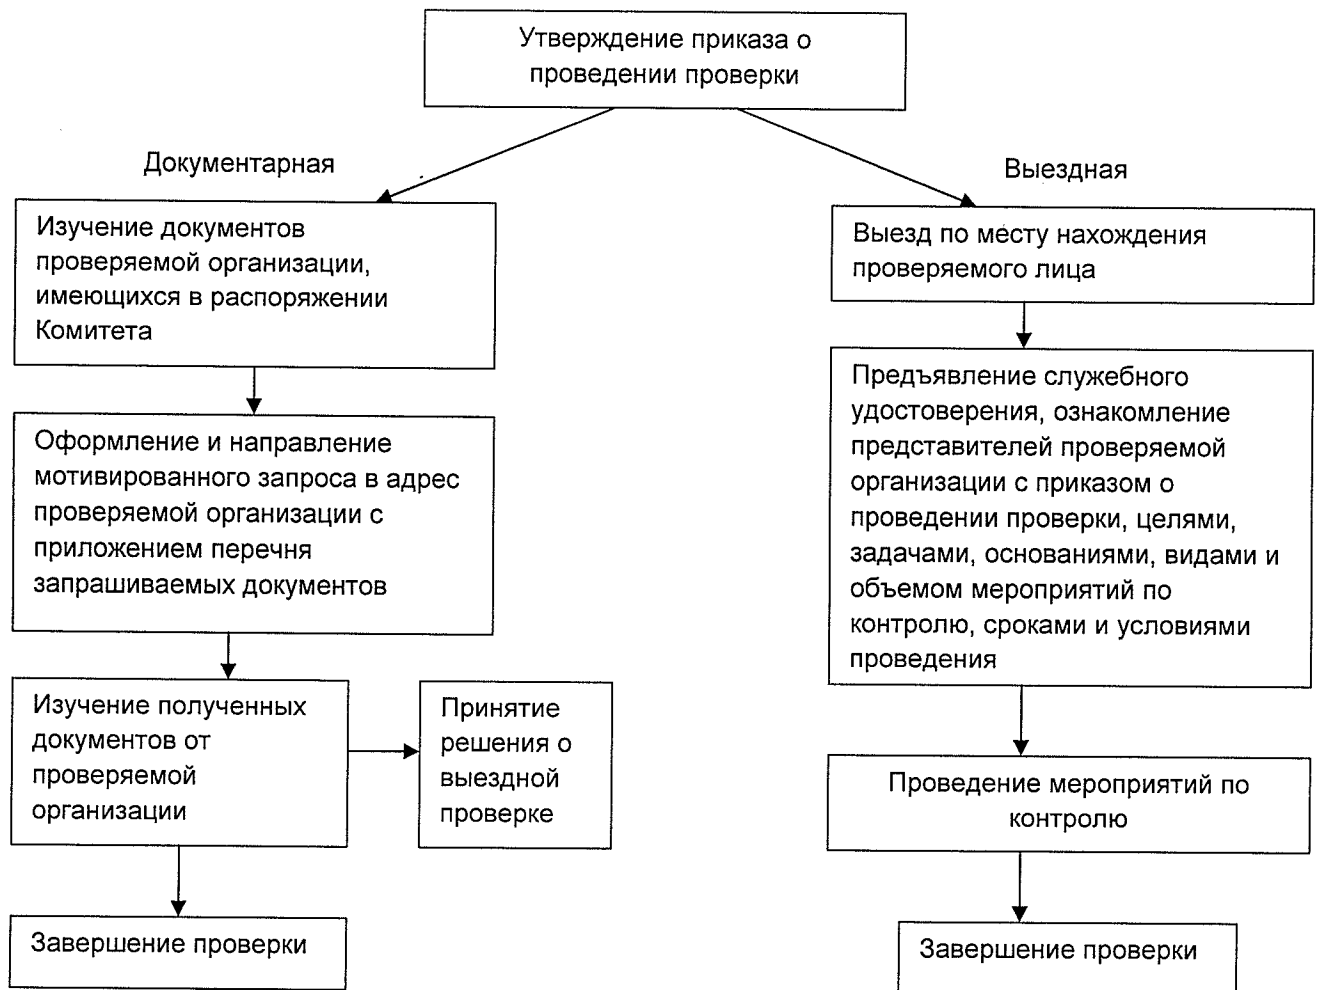 Утверждение приказа о
проведении проверки
Документарная
Изучение документов
проверяемой организации,
имеющихся в распоряжении
Комитета
Оформление и направление
мотивированного запроса в адрес
проверяемой организации с
приложением перечня
запрашиваемых документов
Изучение полученных
документов от
проверяемой
организации
Принятие
решения о
выездной
проверке
Завершение проверки
Выездная
Выезд по месту нахождения
проверяемого лица
Предъявление служебного
удостоверения, ознакомление
представителей проверяемой
организации с приказом о
проведении проверки, целями,
задачами, основаниями, видами и
объемом мероприятий по
контролю, сроками и условиями
проведения
Проведение мероприятий по
контролю
Завершение проверки